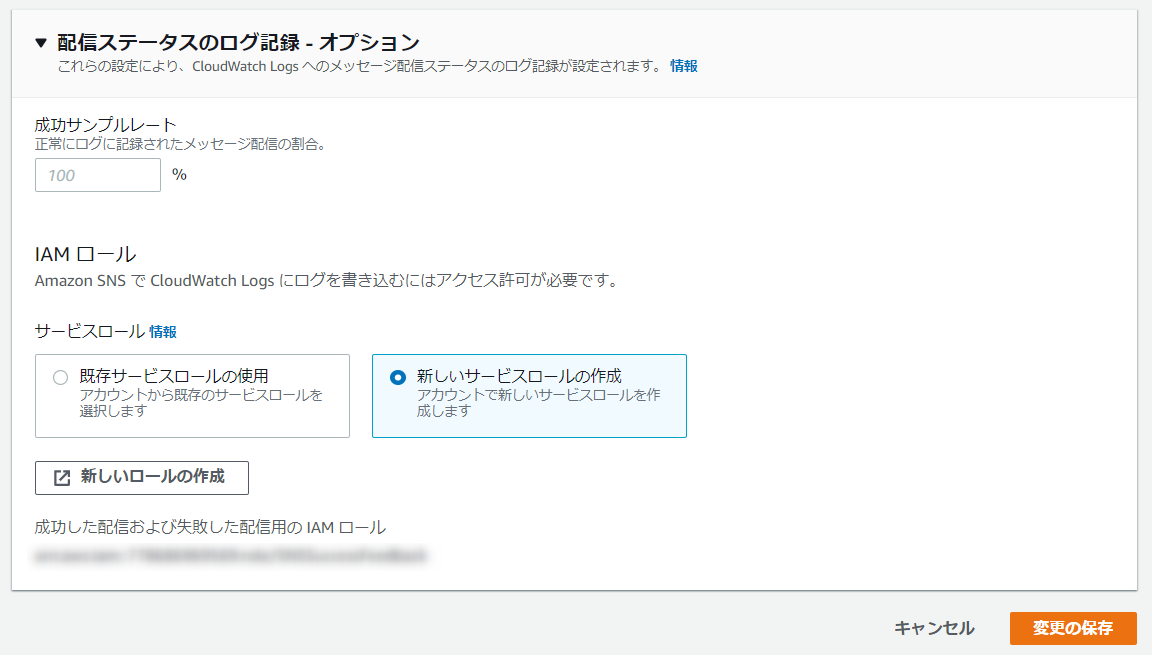 ▼ 配信ステータスのログ記録 - オプション
これらの設定により、CloudWatch Logs へのメッセージ配信ステータスのログ記録が設定されます。 情報
成功サンプルレート
正常にログに記録されたメッセージ配信の割合。
100 %
IAM ロール
Amazon SNS で CloudWatch Logs にログを書き込むにはアクセス許可が必要です。
サービスロール 情報
既存サービスロールの使用
アカウントから既存のサービスロールを
選択します
新しいサービスロールの作成
アカウントで新しいサービスロールを作
成します
新しいロールの作成
成功した配信および失敗した配信用の IAM ロール
キャンセル
変更の保存